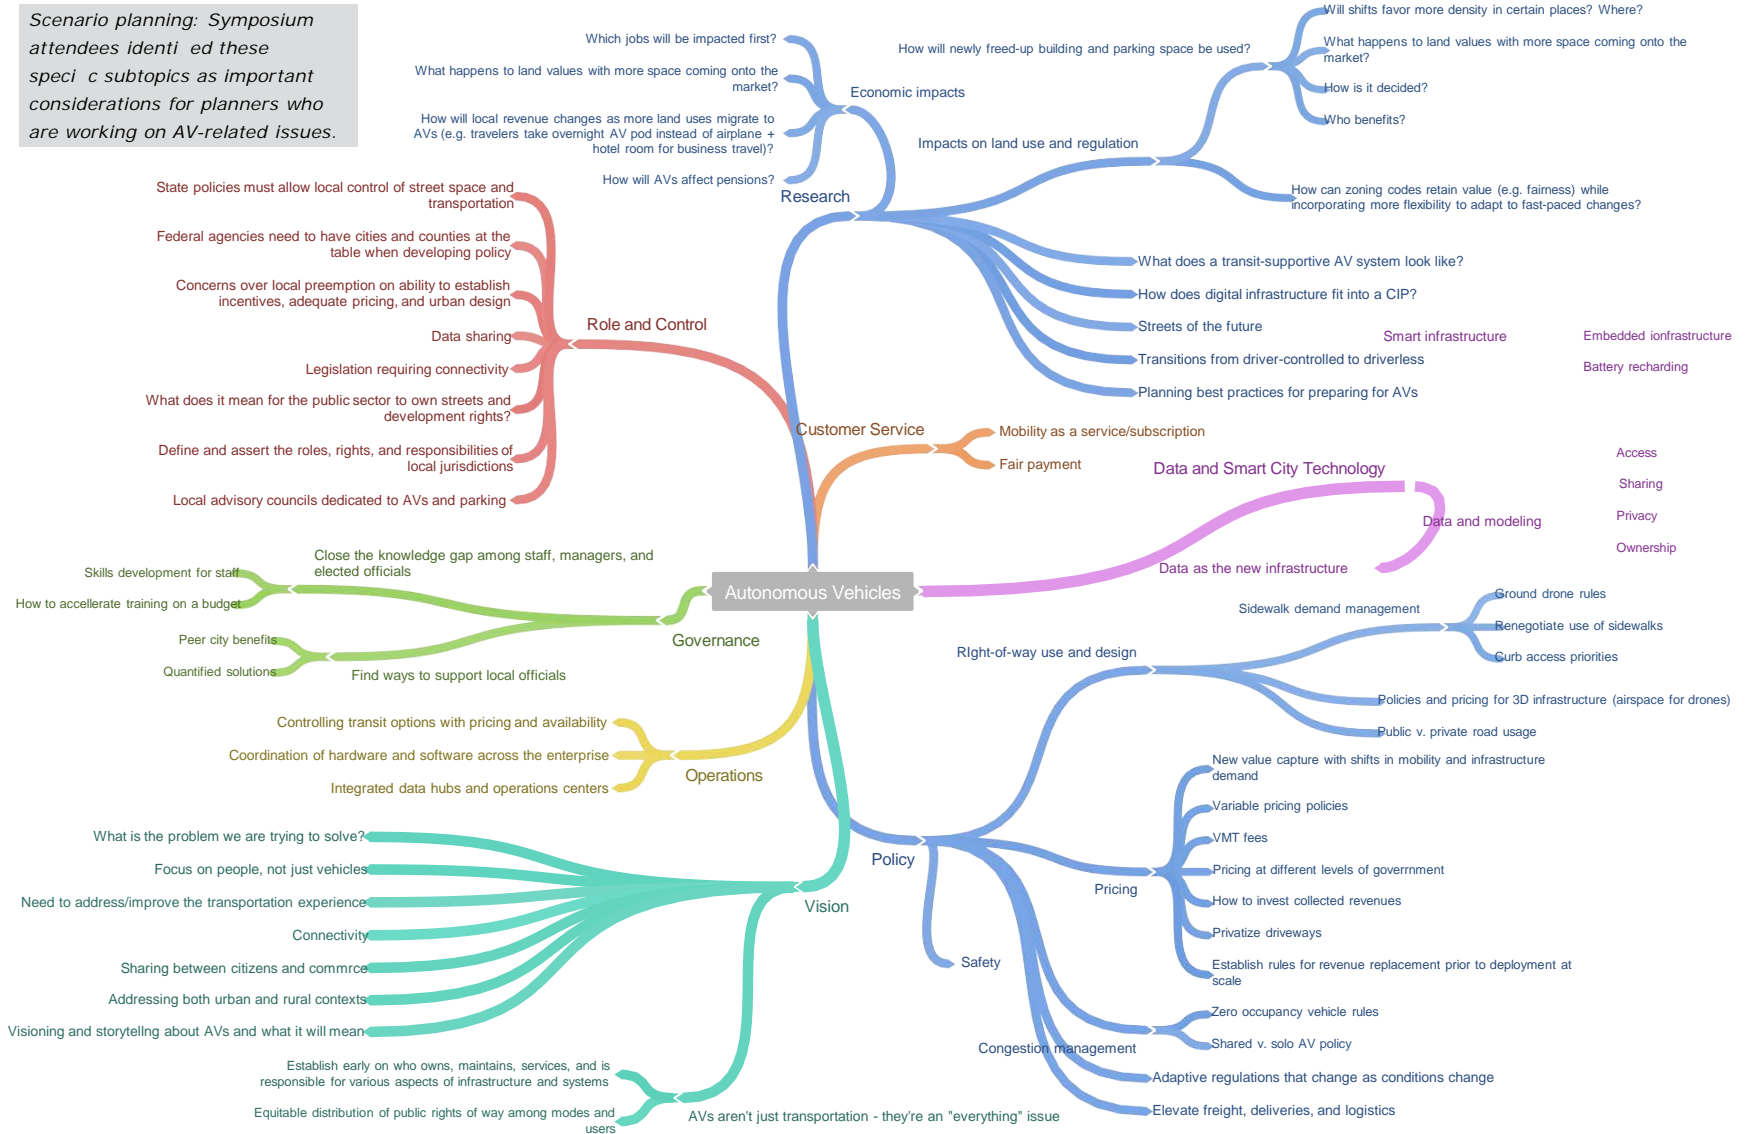 Scenario planning: Symposium
attendees identi ed these
speci c subtopics as important
considerations for planners who
are working on AV-related issues.
Which jobs will be impacted first?
What happens to land values with more space coming onto the
market?
How will local revenue changes as more land uses migrate to
AVs (e.g. travelers take overnight AV pod instead of airplane +
hotel room for business travel)?
How will AVs affect pensions?
Economic impacts
Research
How will newly freed-up building and parking space be used?
Will shifts favor more density in certain places? Where?
What happens to land values with more space coming onto the
market?
How is it decided?
Who benefits?
Impacts on land use and regulation
How can zoning codes retain value (e.g. fairness) while
incorporating more flexibility to adapt to fast-paced changes?
What does a transit-supportive AV system look like?
How does digital infrastructure fit into a CIP?
Streets of the future
Transitions from driver-controlled to driverless
Planning best practices for preparing for AVs
Smart infrastructure
Embedded ionfrastructure
Battery recharding
State policies must allow local control of street space and
transportation
Federal agencies need to have cities and counties at the
table when developing policy
Concerns over local preemption on ability to establish
incentives, adequate pricing, and urban design
Data sharing
Legislation requiring connectivity
What does it mean for the public sector to own streets and
development rights?
Define and assert the roles, rights, and responsibilities of
local jurisdictions
Local advisory councils dedicated to AVs and parking
Role and Control
Customer Service
Mobility as a service/subscription
Fair payment
Data and Smart City Technology
Access
Sharing
Privacy
Ownership
Data and modeling
Data as the new infrastructure
Autonomous Vehicles
Close the knowledge gap among staff, managers, and
elected officials
Skills development for staff
How to accellerate training on a budget
Peer city benefits
Quantified solutions
Find ways to support local officials
Governance
Controlling transit options with pricing and availability
Coordination of hardware and software across the enterprise
Integrated data hubs and operations centers
Operations
What is the problem we are trying to solve?
Focus on people, not just vehicles
Need to address/improve the transportation experience
Connectivity
Sharing between citizens and commrce
Addressing both urban and rural contexts
Visioning and storytellng about AVs and what it will mean
Vision
Establish early on who owns, maintains, services, and is
responsible for various aspects of infrastructure and systems
Equitable distribution of public rights of way among modes and
users
AVs aren't just transportation - they're an "everything" issue
Policy
Safety
RIght-of-way use and design
Sidewalk demand management
Ground drone rules
Renegotiate use of sidewalks
Curb access priorities
Policies and pricing for 3D infrastructure (airspace for drones)
Public v. private road usage
Pricing
New value capture with shifts in mobility and infrastructure
demand
Variable pricing policies
VMT fees
Pricing at different levels of goverrnment
How to invest collected revenues
Privatize driveways
Establish rules for revenue replacement prior to deployment at
scale
Congestion management
Zero occupancy vehicle rules
Shared v. solo AV policy
Adaptive regulations that change as conditions change
Elevate freight, deliveries, and logistics